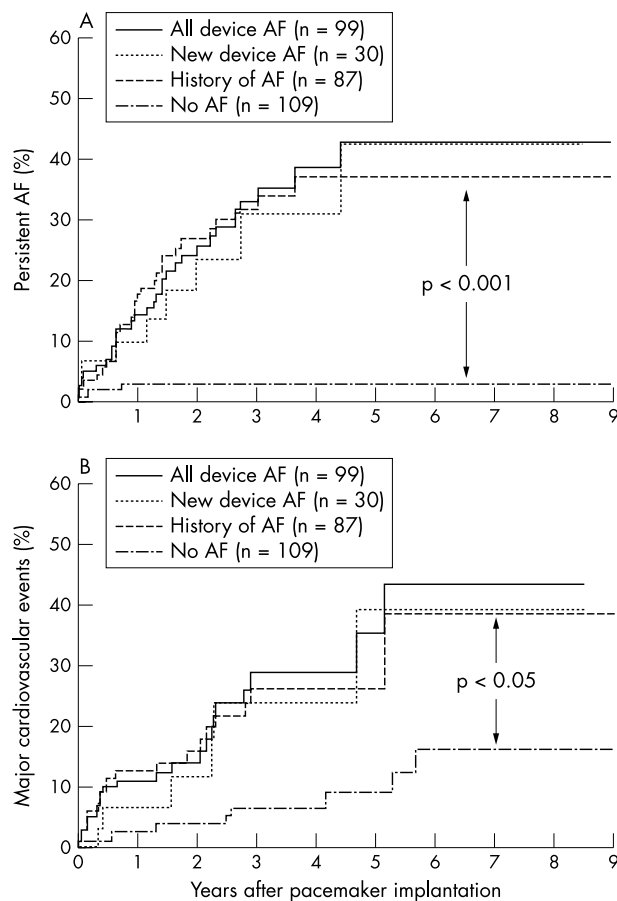 A
All device AF (n = 99)
New device AF (n = 30)
History of AF (n = 87)
No AF (n = 109)
Persistent AF (%)
60
50
40
30
20
10
0
p < 0.001
1 2 3 4 5 6 7 8 9
B
All device AF (n = 99)
New device AF (n = 30)
History of AF (n = 87)
No AF (n = 109)
Major cardiovascular events (%)
60
50
40
30
20
10
0
p < 0.05
0 1 2 3 4 5 6 7 8 9
Years after pacemaker implantation